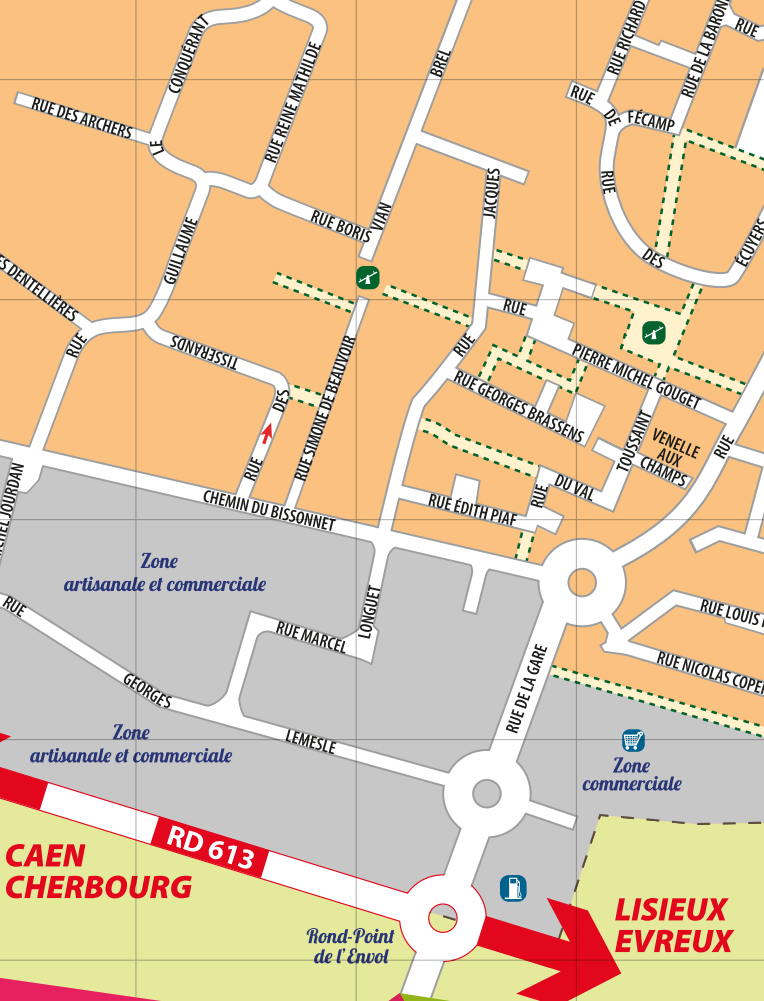 CONQUÉRANT
LE
GUILLAUME
RUE
RUE REINE MATHILDE
BREL
VIAN
RUE BORIS
RUE DES ARCHERS
RUE RICHARD
RUE DE LA BARON
RUE
RUE
DE
FÉCAMP
RUE
DES
ÉCUYERS
JACQUES
RUE
RUE
PIERRE MICHEL GOUGET
DENTELLIÈRES
TISSERANDS
DES
RUE
RUE SIMONE DE BEAUVOIR
RUE GEORGES BRASSENS
TOUSSAINT
DU VAL
RUE
VENELLE
AUX
CHAMPS
RUE
RUE ÉDITH PIAF
CHEMIN DU BISSONNET
JOURDAN
Zone
artisanale et commerciale
RUE
GEORGES
LEMESLE
RUE MARCEL
LONGUET
RUE DE LA GARE
RUE LOUIS
RUE NICOLAS COPE
Zone
artisanale et commerciale
Zone
commerciale
RD 613
CAEN
CHERBOURG
LISIEUX
EVREUX
Rond-Point
de l'Envol